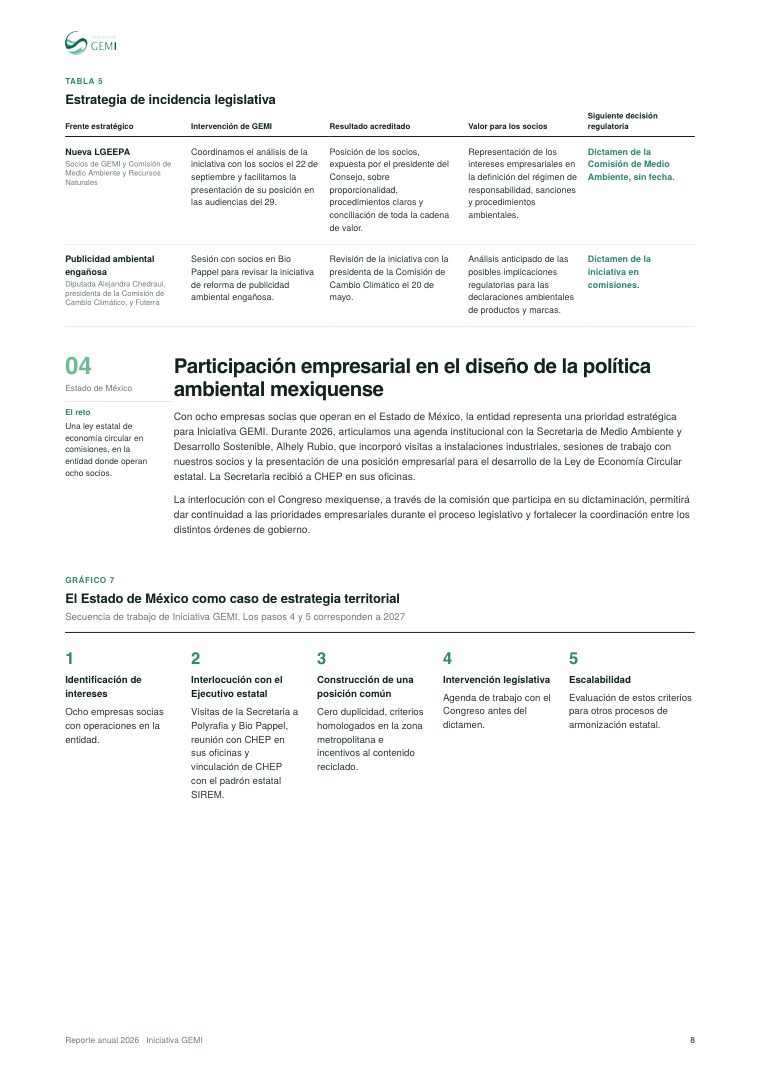 GEMI
TABLA 5
Estrategia de incidencia legislativa
Frente estratégico
Intervención de GEMI
Resultado acreditado
Valor para los socios
Siguiente decisión
regulatoria
Nueva LGEEPA
Socios de GEMI y Comisión de
Medio Ambiente y Recursos
Naturales
Coordinamos el análisis de la
iniciativa con los socios el 22 de
septiembre y facilitamos la
presentación de su posición en
las audiencias del 29.
Posición de los socios,
expuesta por el presidente del
Consejo, sobre
proporcionalidad,
procedimientos claros y
conciliación de toda la cadena
de valor.
Representación de los
intereses empresariales en
la definición del régimen de
responsabilidad, sanciones
y procedimientos
ambientales.
Dictamen de la
Comisión de Medio
Ambiente, sin fecha.
Publicidad ambiental
engañosa
Diputada Alejandra Chedraui,
presidenta de la Comisión de
Cambio Climático, y Futerra
Sesión con socios en Bio
Pappel para revisar la iniciativa
de reforma de publicidad
ambiental engañosa.
Revisión de la iniciativa con la
presidenta de la Comisión de
Cambio Climático el 20 de
mayo.
Análisis anticipado de las
posibles implicaciones
regulatorias para las
declaraciones ambientales
de productos y marcas.
Dictamen de la
iniciativa en
comisiones.
04
Estado de México
El reto
Una ley estatal de
economía circular en
comisiones, en la
entidad donde operan
ocho socios.
Participación empresarial en el diseño de la política
ambiental mexiquense
Con ocho empresas socias que operan en el Estado de México, la entidad representa una prioridad estratégica
para Iniciativa GEMI. Durante 2026, articulamos una agenda institucional con la Secretaria de Medio Ambiente y
Desarrollo Sostenible, Alhely Rubio, que incorporó visitas a instalaciones industriales, sesiones de trabajo con
nuestros socios y la presentación de una posición empresarial para el desarrollo de la Ley de Economía Circular
estatal. La Secretaria recibió a CHEP en sus oficinas.
La interlocución con el Congreso mexiquense, a través de la comisión que participa en su dictaminación, permitirá
dar continuidad a las prioridades empresariales durante el proceso legislativo y fortalecer la coordinación entre los
distintos órdenes de gobierno.
GRÁFICO 7
El Estado de México como caso de estrategia territorial
Secuencia de trabajo de Iniciativa GEMI. Los pasos 4 y 5 corresponden a 2027
1
Identificación de
intereses
Ocho empresas socias
con operaciones en la
entidad.
2
Interlocución con el
Ejecutivo estatal
Visitas de la Secretaria a
Polyrafia y Bio Pappel,
reunión con CHEP en
sus oficinas y
vinculación de CHEP
con el padrón estatal
SIREM.
3
Construcción de una
posición común
Cero duplicidad, criterios
homologados en la zona
metropolitana e
incentivos al contenido
reciclado.
4
Intervención legislativa
Agenda de trabajo con el
Congreso antes del
dictamen.
5
Escalabilidad
Evaluación de estos criterios
para otros procesos de
armonización estatal.
Reporte anual 2026 · Iniciativa GEMI
8